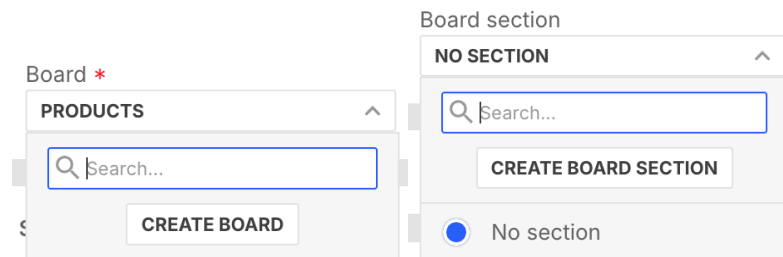 Board section
NO SECTION
Board *
PRODUCTS
Search...
Search...
CREATE BOARD SECTION
CREATE BOARD
No section